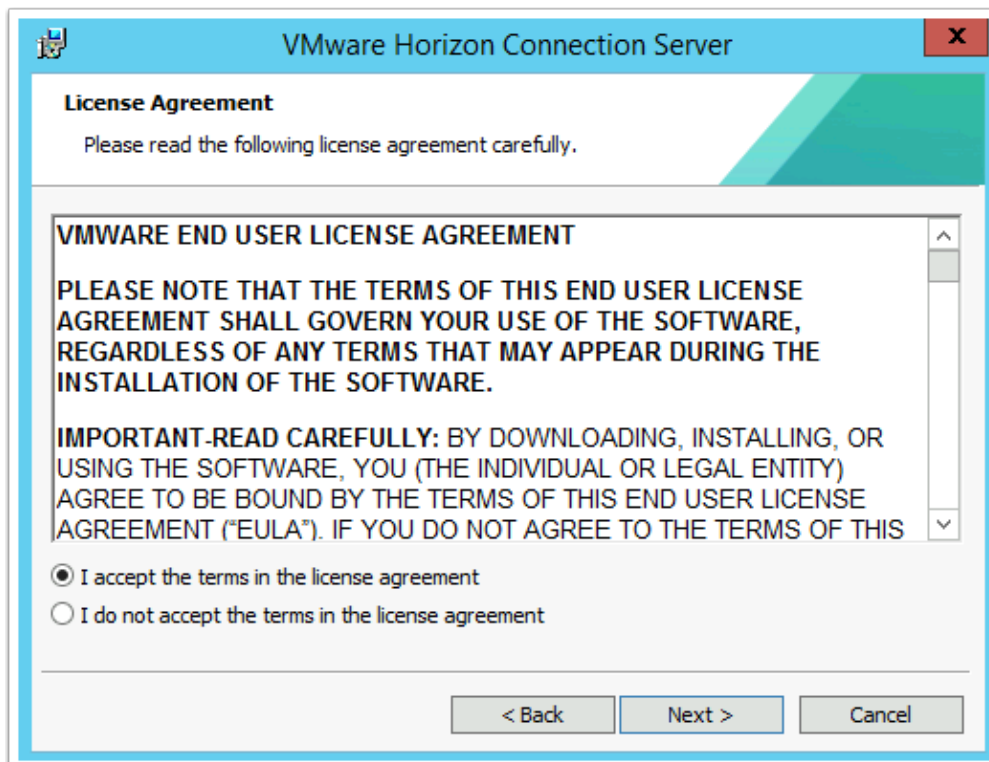 VMware Horizon Connection Server
x
License Agreement
Please read the following license agreement carefully.
VMWARE END USER LICENSE AGREEMENT
PLEASE NOTE THAT THE TERMS OF THIS END USER LICENSE
AGREEMENT SHALL GOVERN YOUR USE OF THE SOFTWARE,
REGARDLESS OF ANY TERMS THAT MAY APPEAR DURING THE
INSTALLATION OF THE SOFTWARE.
IMPORTANT-READ CAREFULLY: BY DOWNLOADING, INSTALLING, OR
USING THE SOFTWARE, YOU (THE INDIVIDUAL OR LEGAL ENTITY)
AGREE TO BE BOUND BY THE TERMS OF THIS END USER LICENSE
AGREEMENT (“EULA”). IF YOU DO NOT AGREE TO THE TERMS OF THIS
I accept the terms in the license agreement
I do not accept the terms in the license agreement
< Back
Next >
Cancel